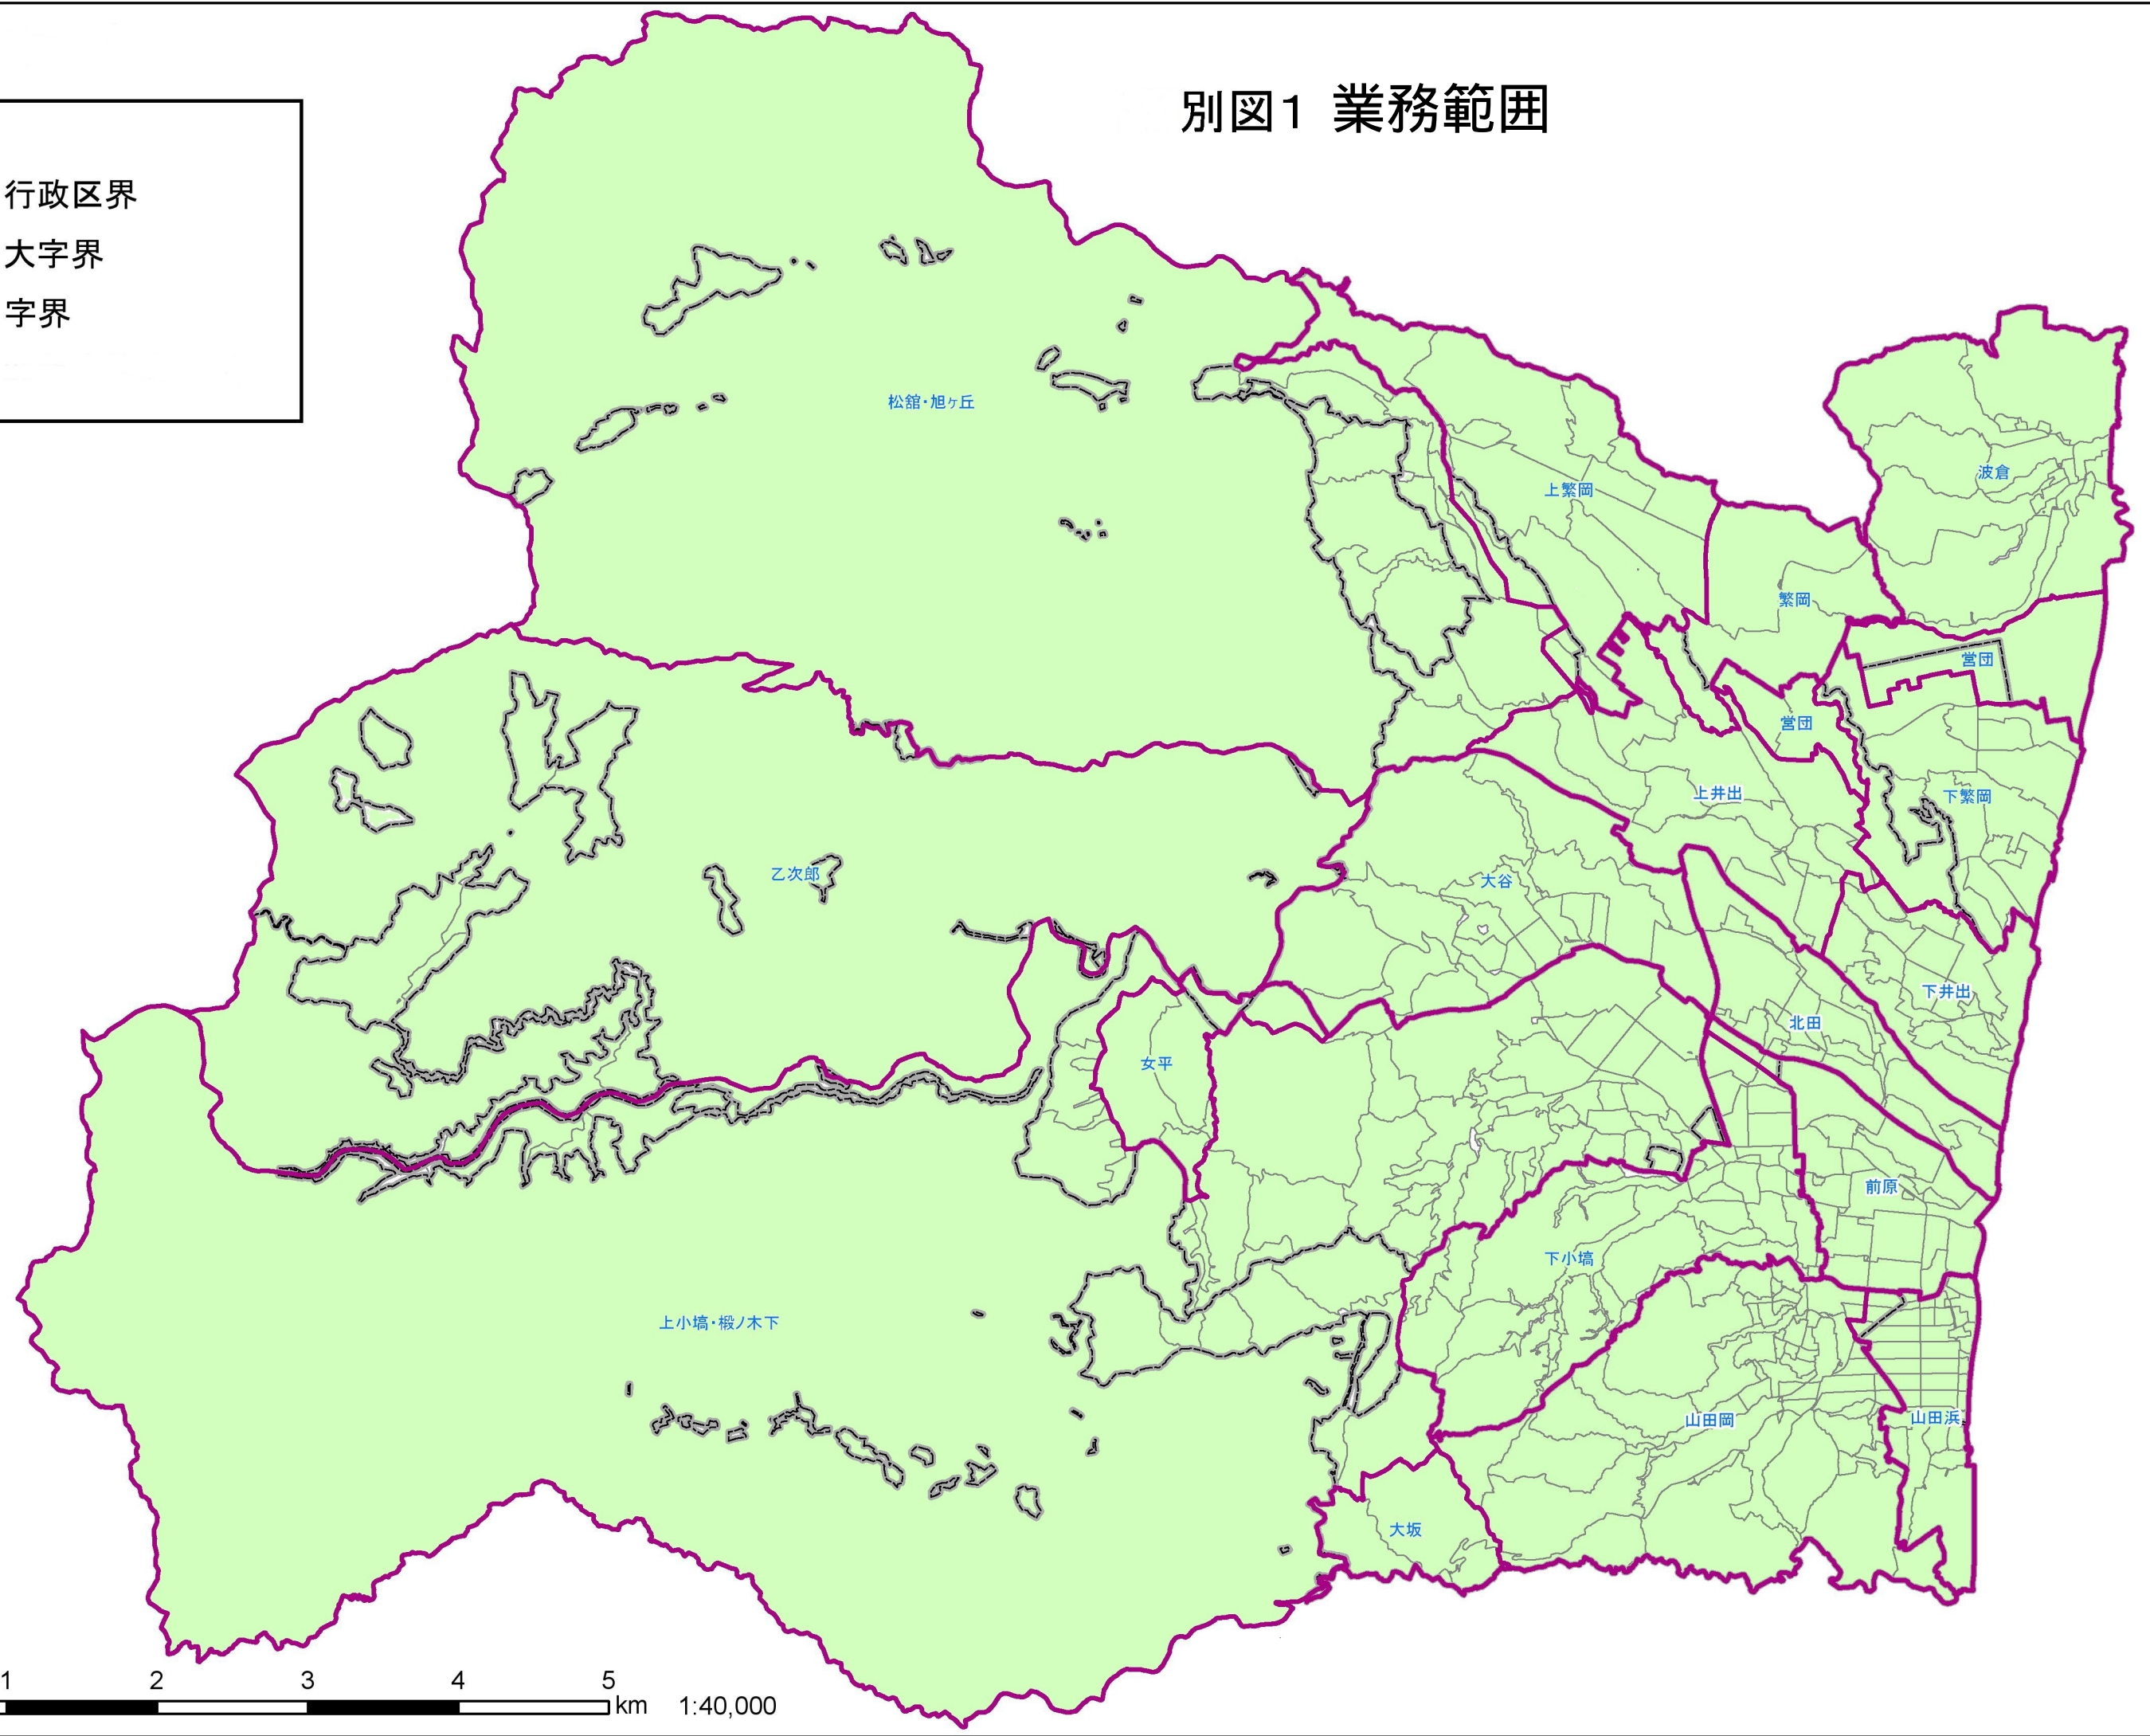 別図1 業務範囲
行政区界
大字界
字界
松舘・旭ヶ丘
上繁岡
波倉
繁岡
営団
営団
上井出
下繁岡
乙次郎
大谷
下井出
北田
女平
前原
下小塙
上小塙・椴ノ木下
山田岡
山田浜
大坂
1 2 3 4 5
km 1:40,000